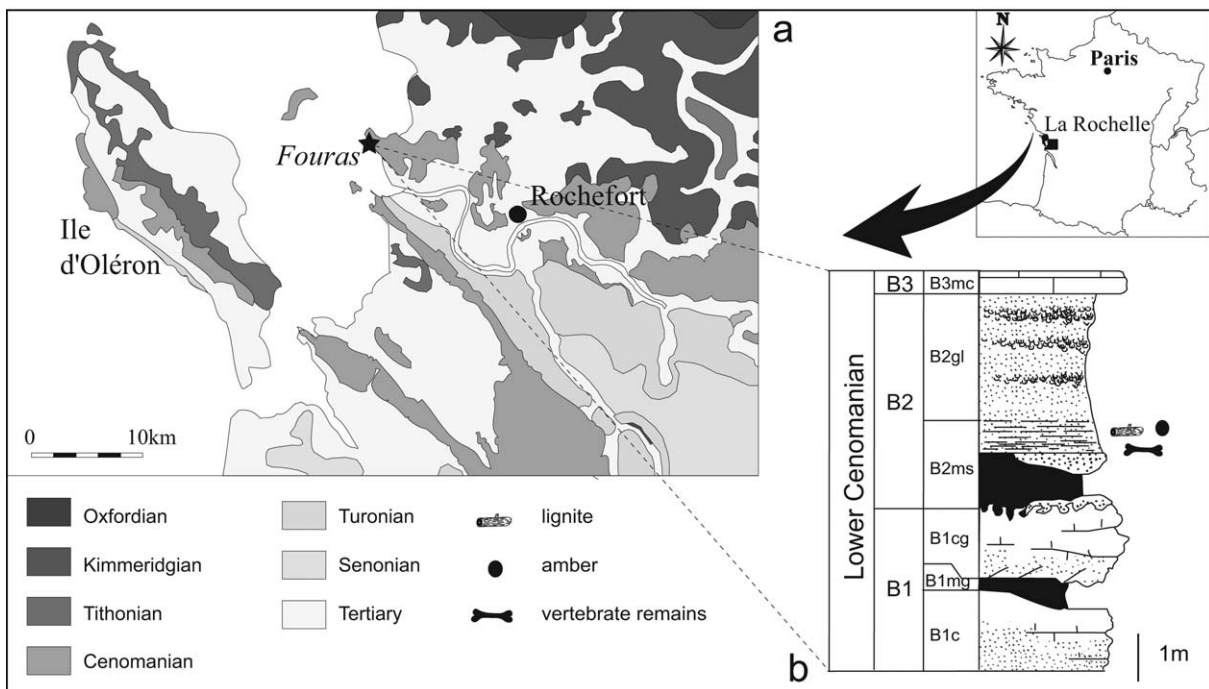 a
N
Paris
La Rochelle
Fouras
Rochefort
Ile
d'Oléron
0 10km
Oxfordian
Kimmeridgian
Tithonian
Cenomanian
Turonian
Senonian
Tertiary
lignite
amber
vertebrate remains
b
Lower Cenomanian
B3
B2
B1
B3mc
B2gl
B2ms
B1cg
B1mg
B1c
1m